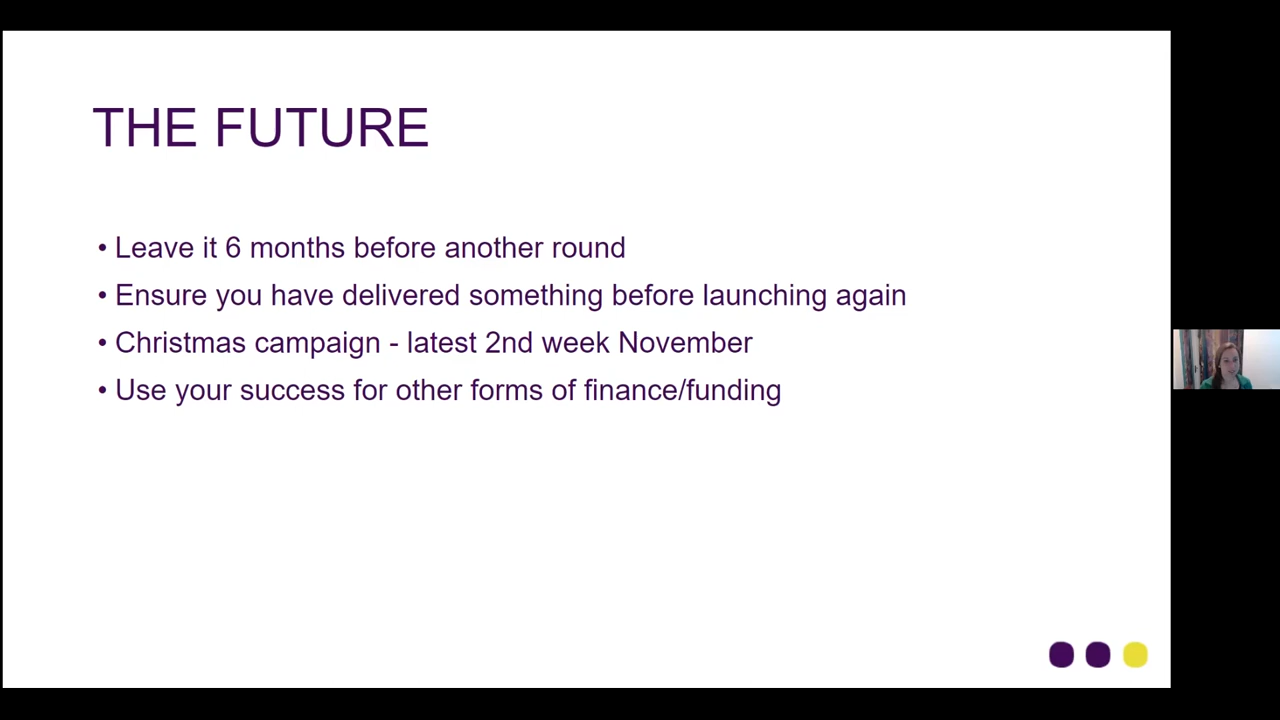 THE FUTURE
• Leave it 6 months before another round
• Ensure you have delivered something before launching again
• Christmas campaign - latest 2nd week November
• Use your success for other forms of finance/funding